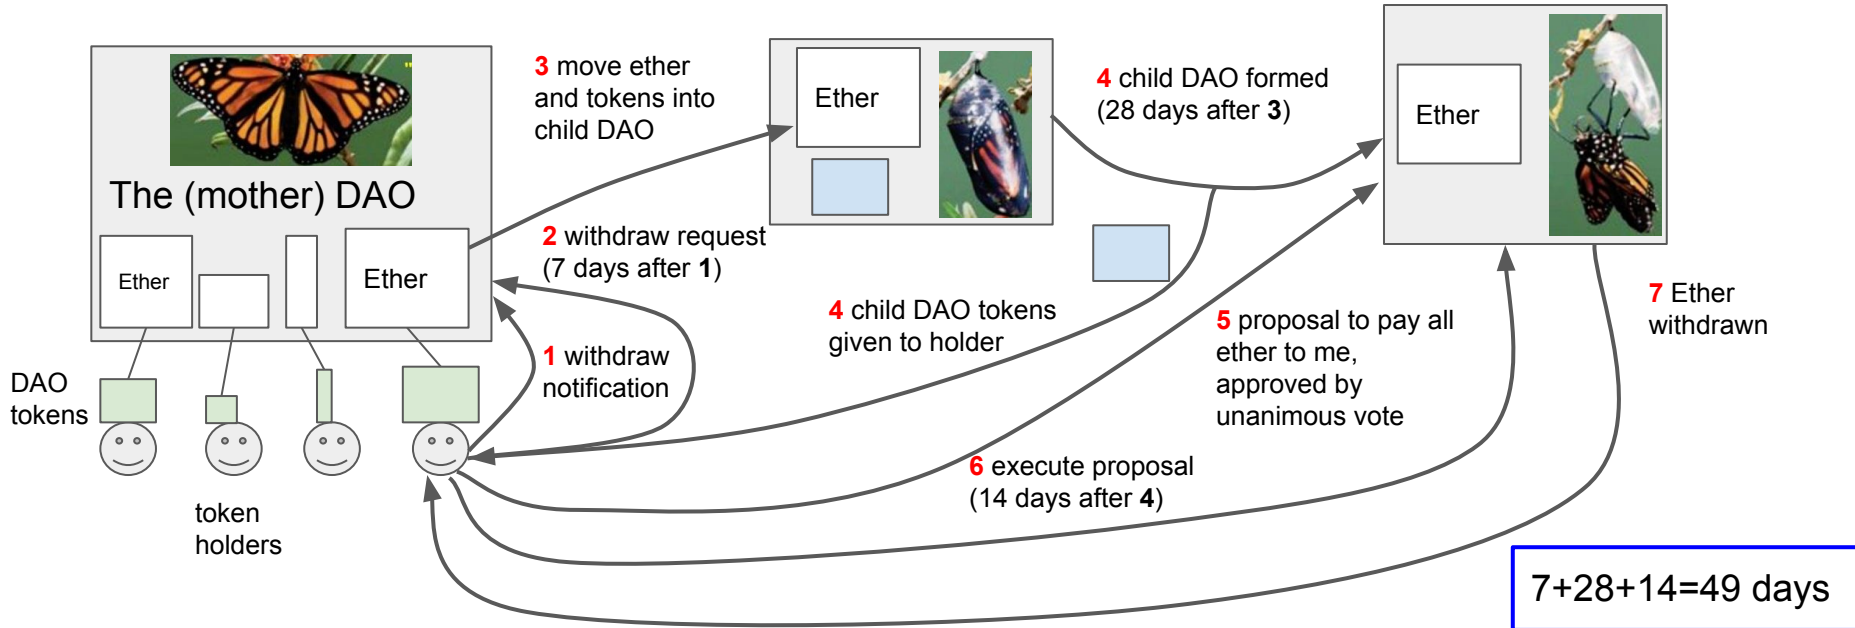 The (mother) DAO
Ether
Ether
DAO
tokens
token
holders
1 withdraw
notification
2 withdraw request
(7 days after 1)
3 move ether
and tokens into
child DAO
Ether
4 child DAO formed
(28 days after 3)
4 child DAO tokens
given to holder
Ether
5 proposal to pay all
ether to me,
approved by
unanimous vote
6 execute proposal
(14 days after 4)
7 Ether
withdrawn
7+28+14=49 days